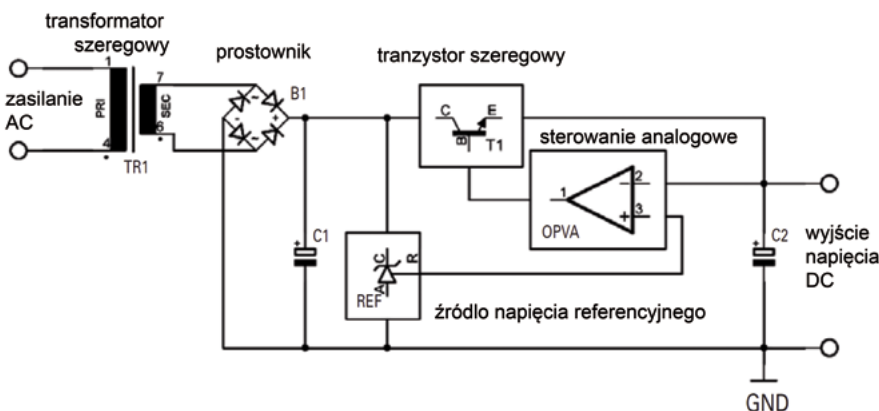 transformator
szeregowy
prostownik
tranzystor szeregowy
zasilanie
AC
1
PRI
4
TR1
7
SEC
6
B1
~
-
+
~
C
E
B
T1
sterowanie analogowe
1
2
3
−
+
OPVA
+
C1
C
R
A
REF
źródło napięcia referencyjnego
+
C2
wyjście
napięcia
DC
GND